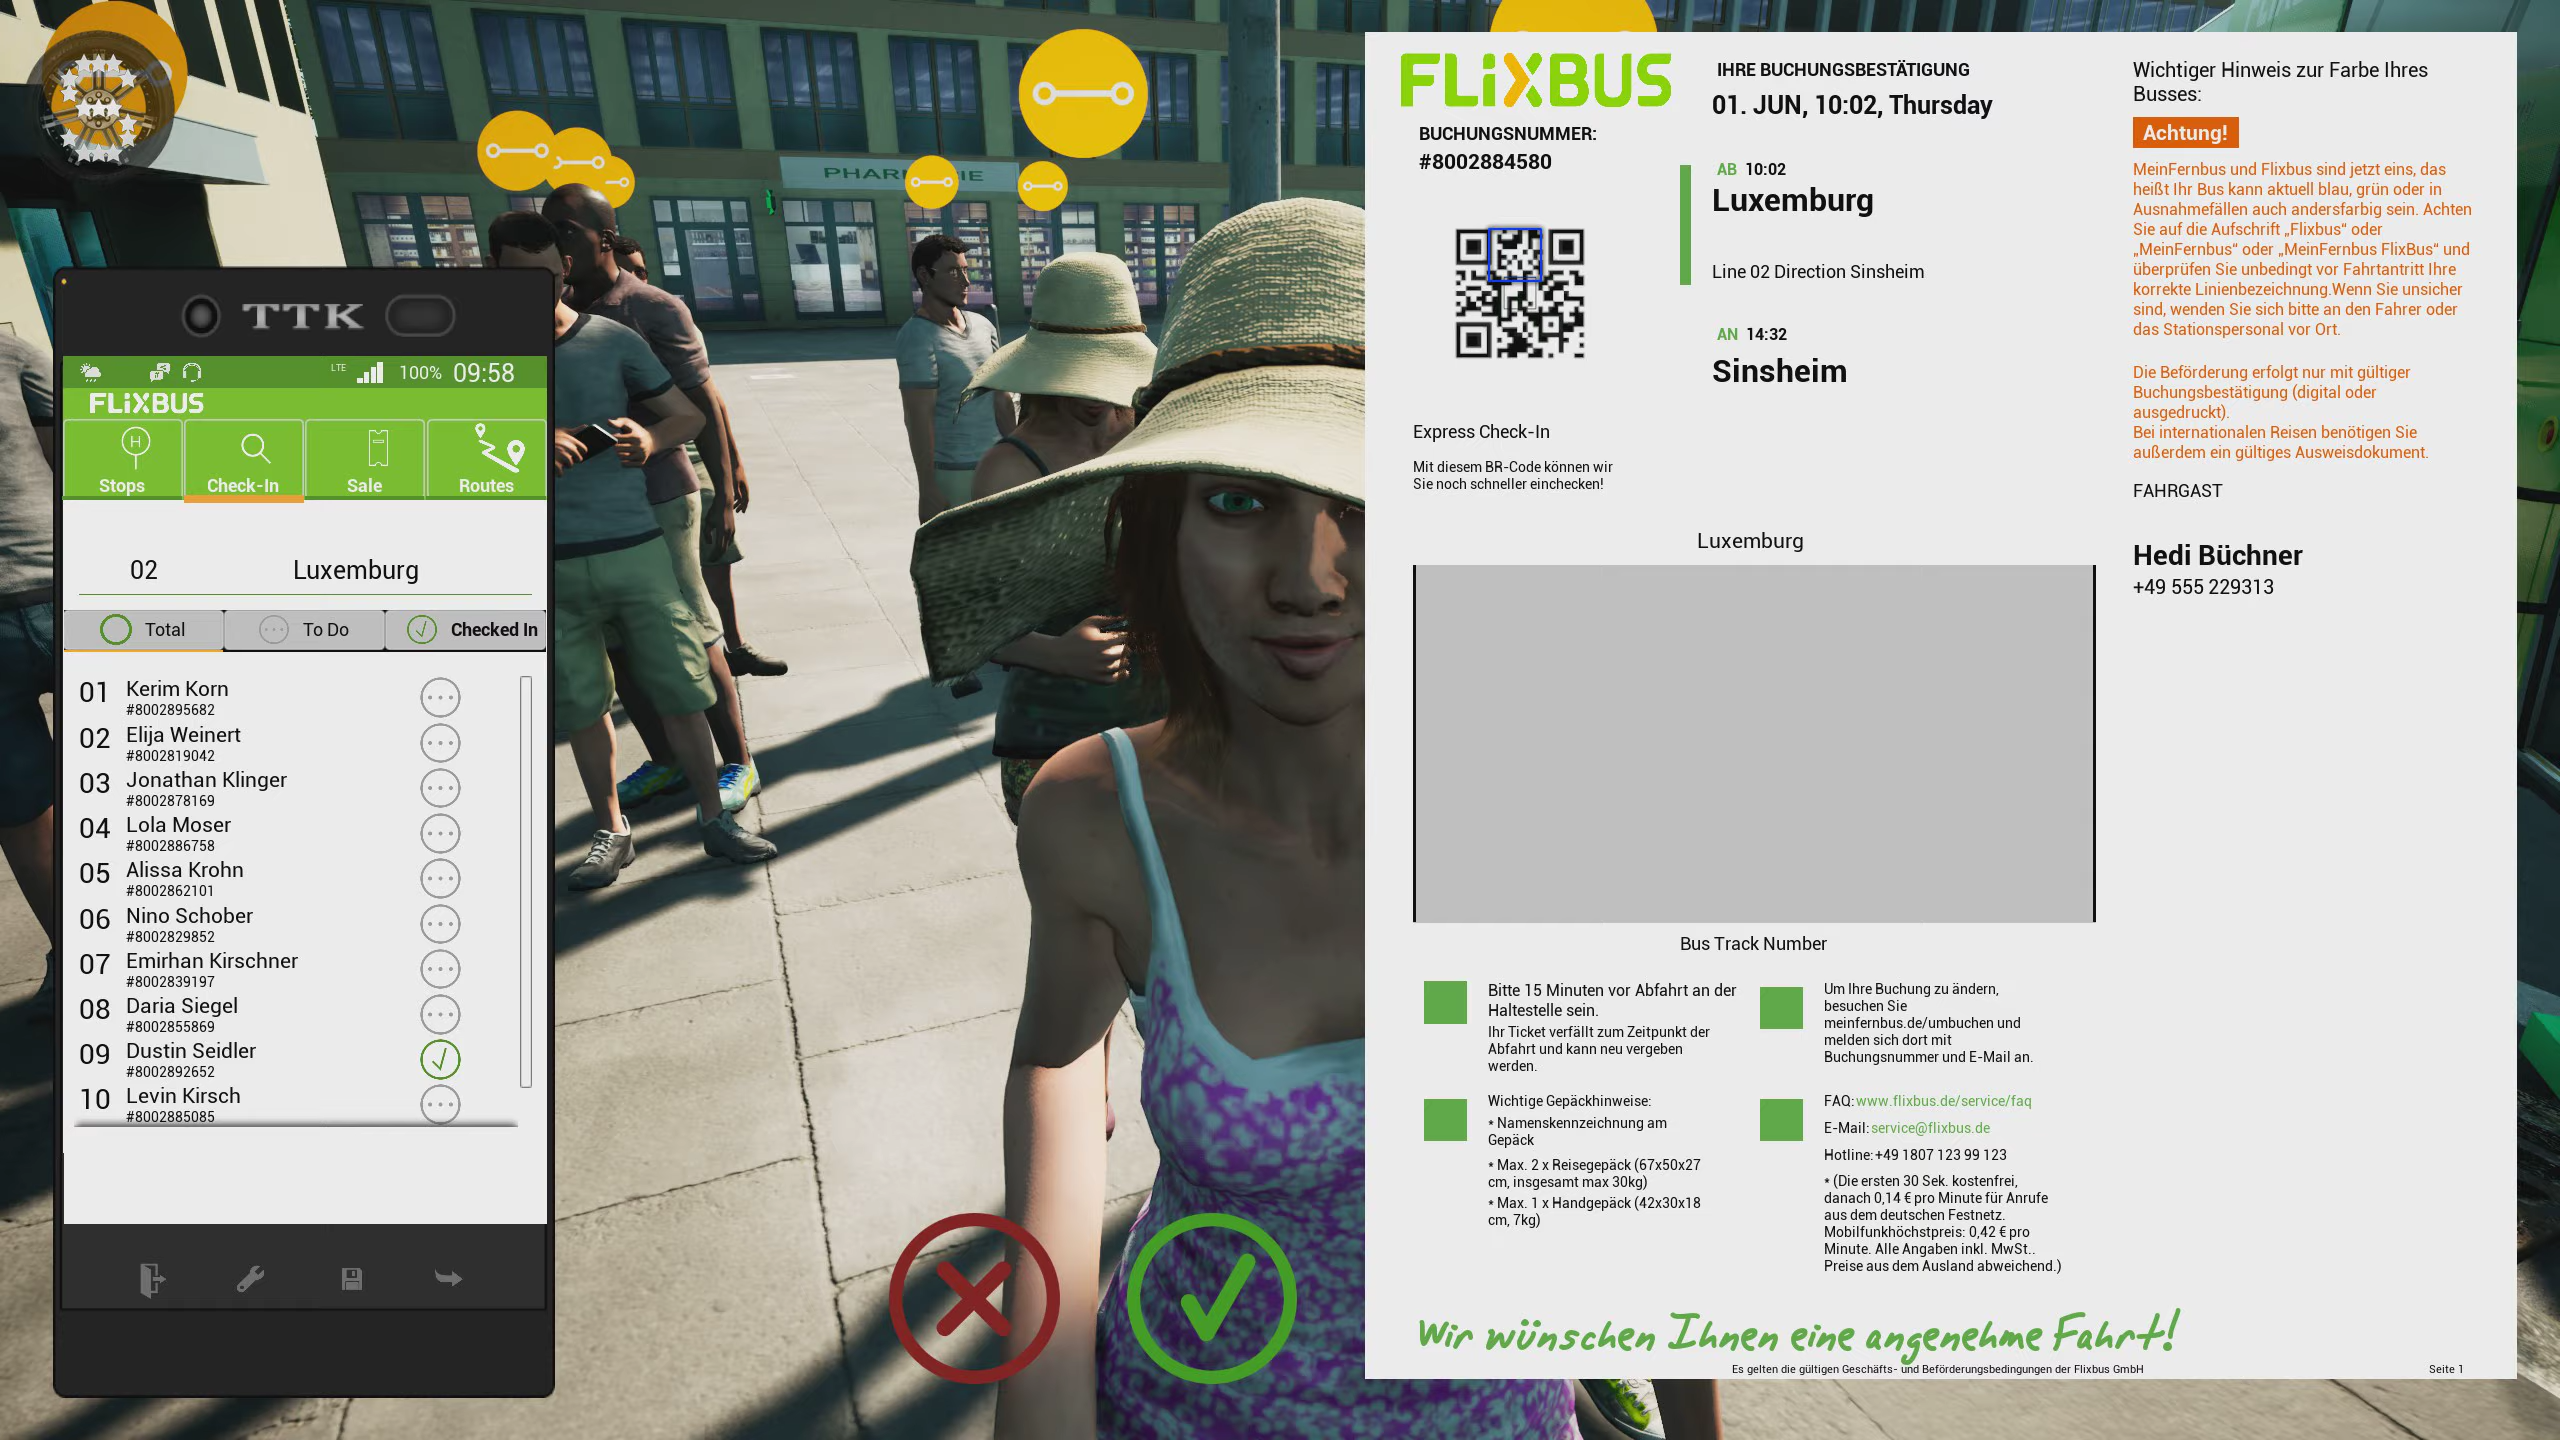 TTK
LTE 100% 09:58
FLiXBUS
H
Stops
Check-In
Sale
Routes
02 Luxemburg
Total
To Do
Checked In
01 Kerim Korn
#8002895682
02 Elija Weinert
#8002819042
03 Jonathan Klinger
#8002878169
04 Lola Moser
#8002886758
05 Alissa Krohn
#8002862101
06 Nino Schober
#8002829852
07 Emirhan Kirschner
#8002839197
08 Daria Siegel
#8002855869
09 Dustin Seidler
#8002892652
10 Levin Kirsch
#8002885085
FLiXBUS
BUCHUNGSNUMMER:
#8002884580
IHRE BUCHUNGSBESTÄTIGUNG
01. JUN, 10:02, Thursday
AB 10:02
Luxemburg
Line 02 Direction Sinsheim
AN 14:32
Sinsheim
Express Check-In
Mit diesem BR-Code können wir
Sie noch schneller einchecken!
Luxemburg
Bus Track Number
Bitte 15 Minuten vor Abfahrt an der
Haltestelle sein.
Ihr Ticket verfällt zum Zeitpunkt der
Abfahrt und kann neu vergeben
werden.
Wichtige Gepäckhinweise:
* Namenskennzeichnung am
Gepäck
* Max. 2 x Reisegepäck (67x50x27
cm, insgesamt max 30kg)
* Max. 1 x Handgepäck (42x30x18
cm, 7kg)
Um Ihre Buchung zu ändern,
besuchen Sie
meinfernbus.de/umbuchen und
melden sich dort mit
Buchungsnummer und E-Mail an.
FAQ:www.flixbus.de/service/faq
E-Mail:service@flixbus.de
Hotline:+49 1807 123 99 123
* (Die ersten 30 Sek. kostenfrei,
danach 0,14 € pro Minute für Anrufe
aus dem deutschen Festnetz.
Mobilfunkhöchstpreis: 0,42 € pro
Minute. Alle Angaben inkl. MwSt..
Preise aus dem Ausland abweichend.)
Wichtiger Hinweis zur Farbe Ihres
Busses:
Achtung!
MeinFernbus und Flixbus sind jetzt eins, das
heißt Ihr Bus kann aktuell blau, grün oder in
Ausnahmefällen auch andersfarbig sein. Achten
Sie auf die Aufschrift „Flixbus“ oder
„MeinFernbus“ oder „MeinFernbus FlixBus“ und
überprüfen Sie unbedingt vor Fahrtantritt Ihre
korrekte Linienbezeichnung.Wenn Sie unsicher
sind, wenden Sie sich bitte an den Fahrer oder
das Stationspersonal vor Ort.
Die Beförderung erfolgt nur mit gültiger
Buchungsbestätigung (digital oder
ausgedruckt).
Bei internationalen Reisen benötigen Sie
außerdem ein gültiges Ausweisdokument.
FAHRGAST
Hedi Büchner
+49 555 229313
Wir wünschen Ihnen eine angenehme Fahrt!
Es gelten die gültigen Geschäfts- und Beförderungsbedingungen der Flixbus GmbH
Seite 1